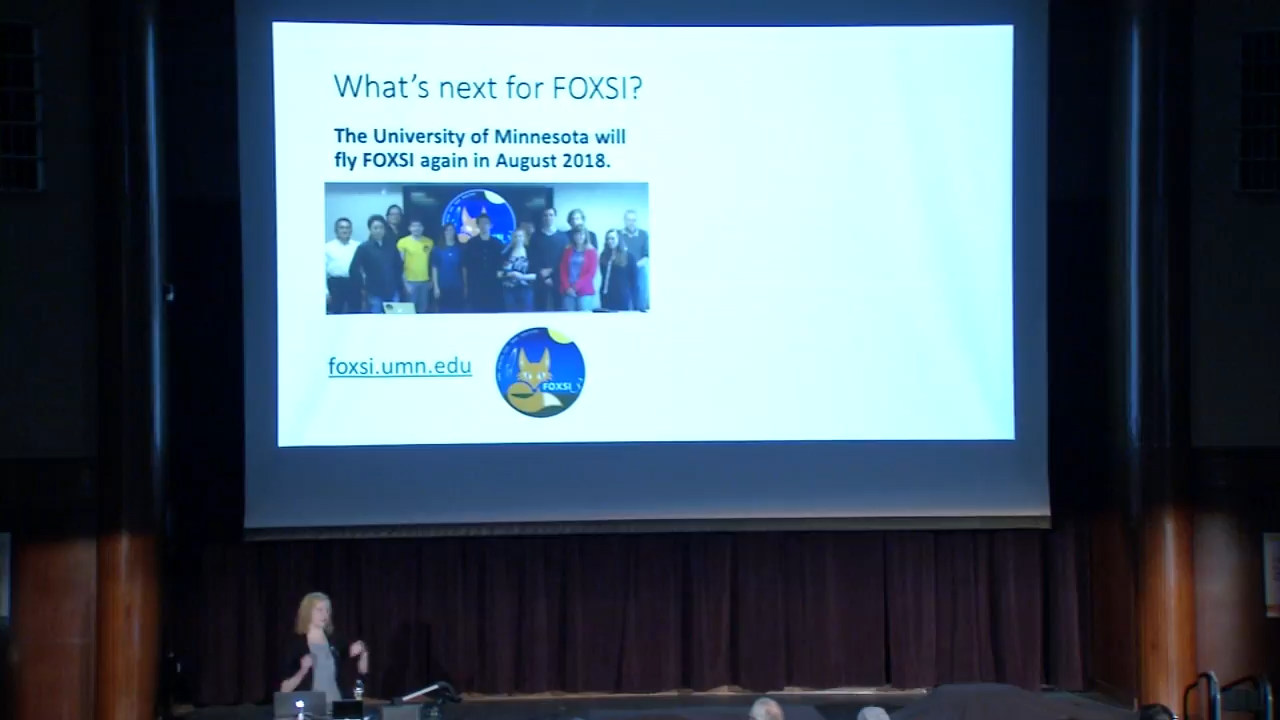 What's next for FOXSI?
The University of Minnesota will
fly FOXSI again in August 2018.
foxsi.umn.edu
FOXSI